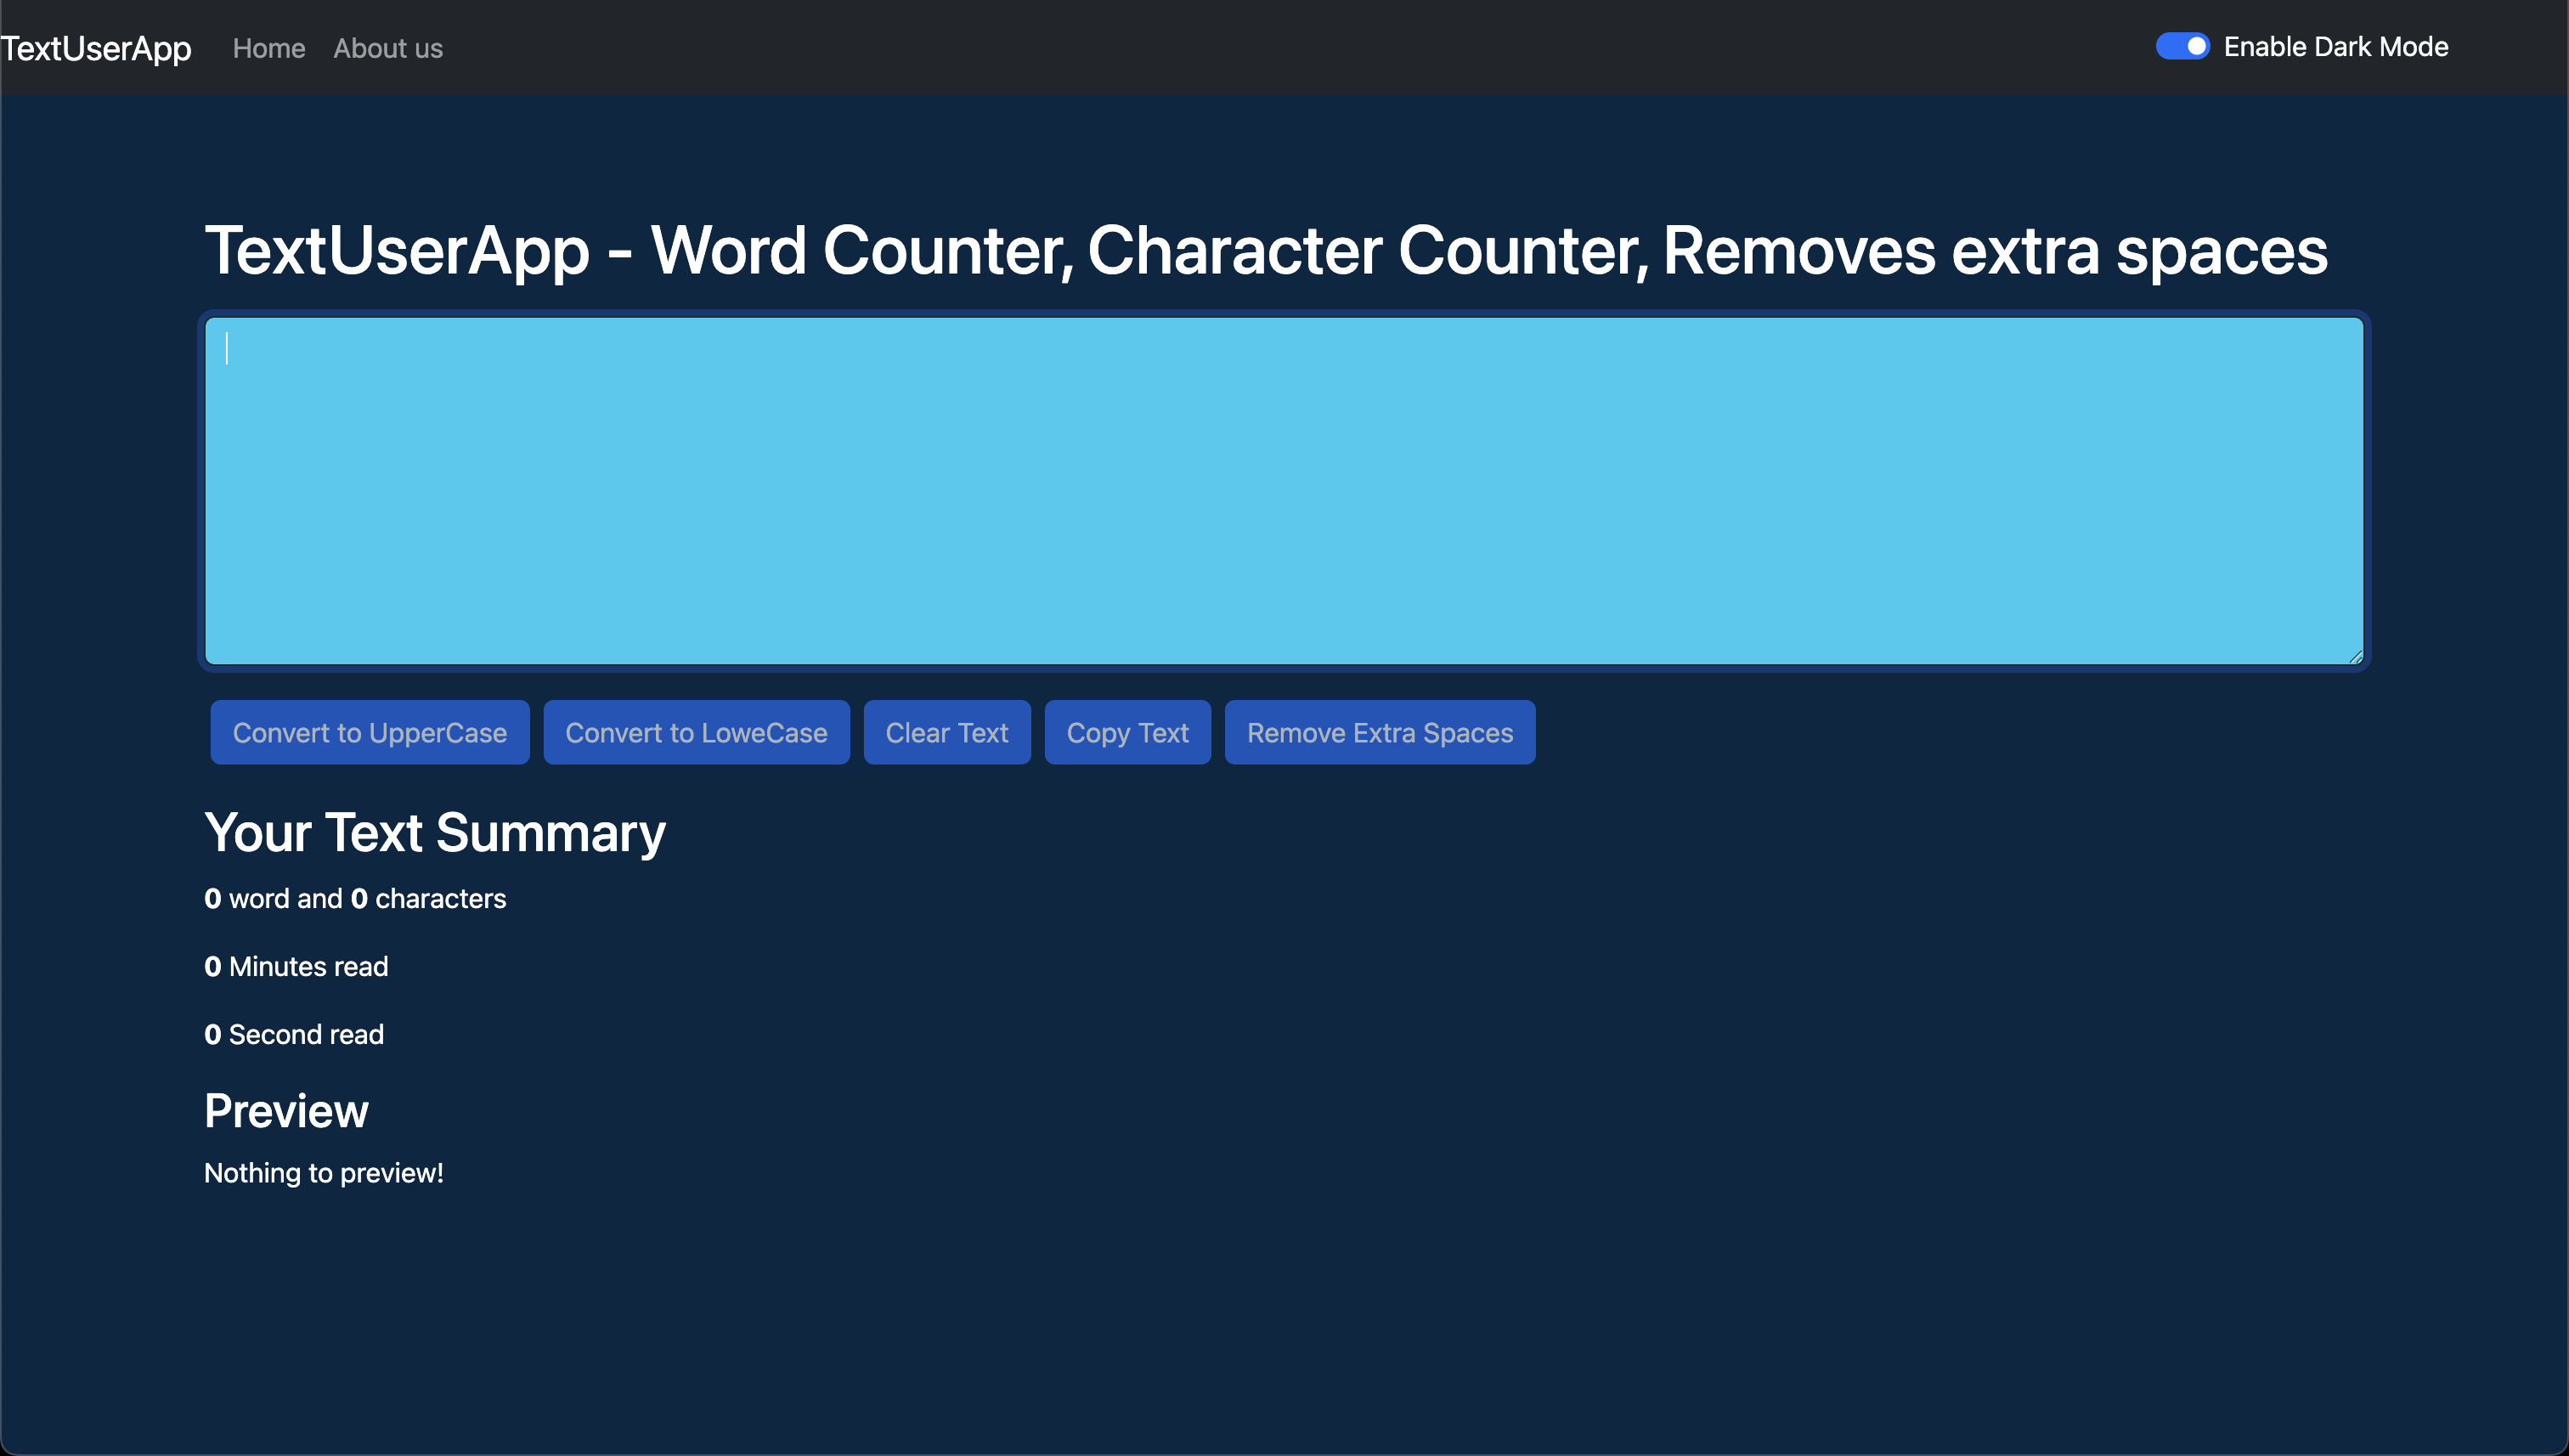 TextUserApp Home About us Enable Dark Mode
TextUserApp - Word Counter, Character Counter, Removes extra spaces
Convert to UpperCase Convert to LoweCase Clear Text Copy Text Remove Extra Spaces
Your Text Summary
0 word and 0 characters
0 Minutes read
0 Second read
Preview
Nothing to preview!